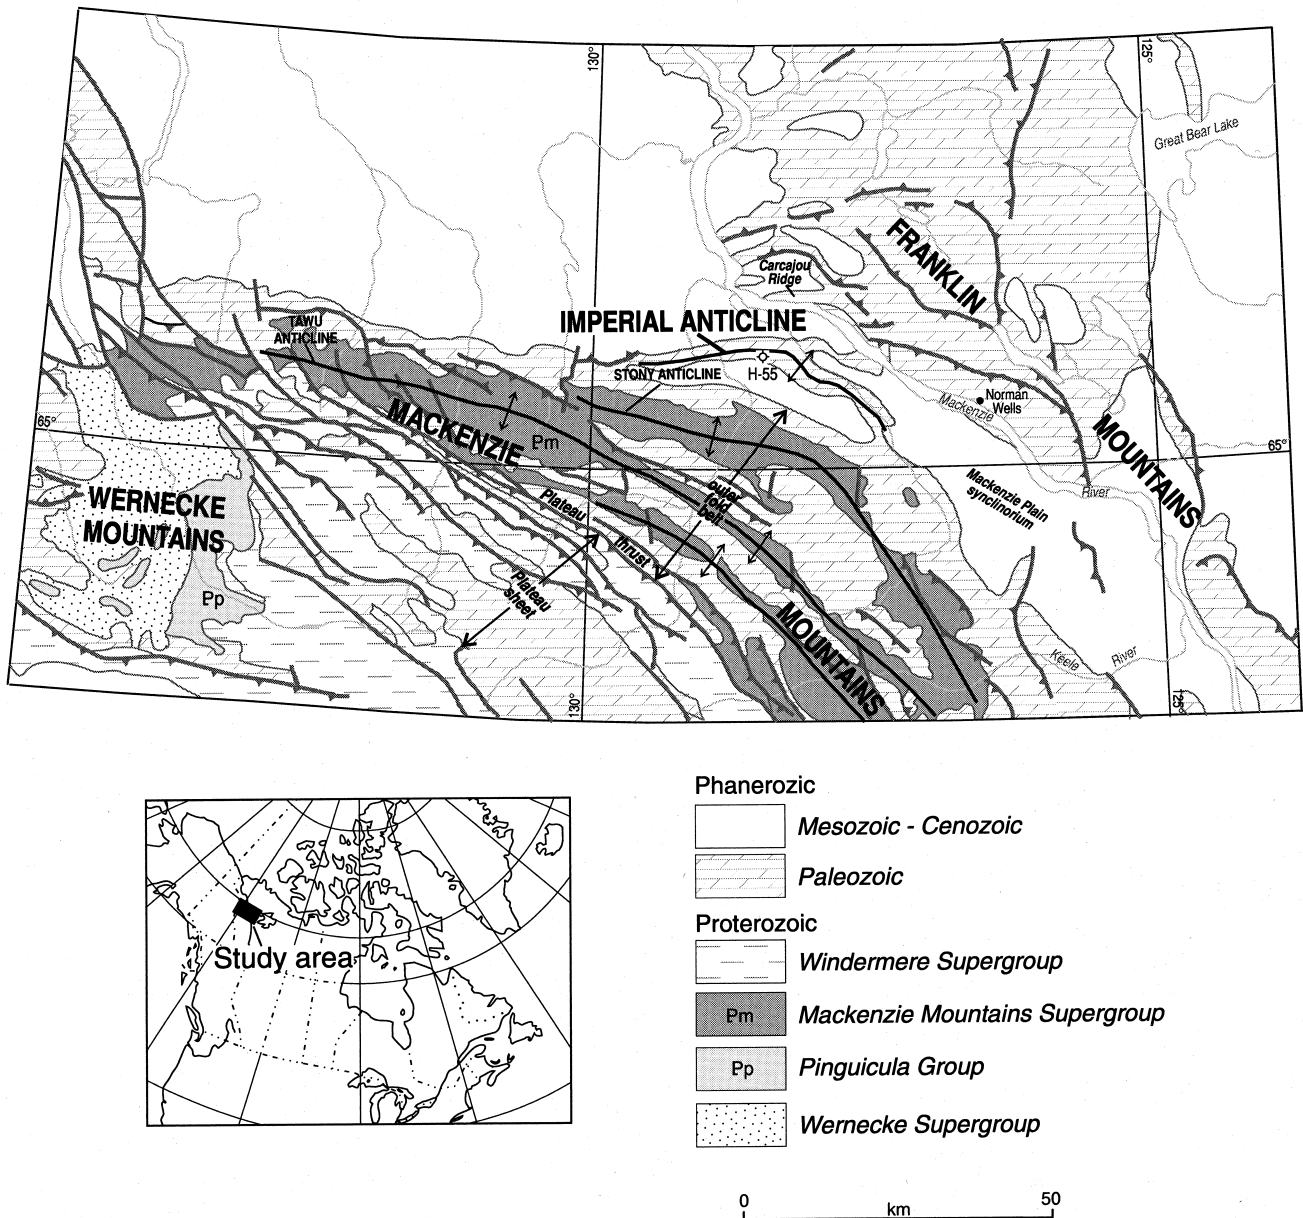 130°
125°
Great Bear Lake
FRANKLIN
Carcajou
Ridge
IMPERIAL ANTICLINE
TAWU
ANTICLINE
STONY ANTICLINE
H-55
Norman
Wells
Mackenzie
MACKENZIE
Pm
65°
65°
MOUNTAINS
WERNECKE
MOUNTAINS
outer
fold
belt
Mackenzie Plain
synclinorium
River
Plateau
thrust
Plateau
sheet
Pp
MOUNTAINS
Keele
River
130°
125°
Study area
Phanerozic
Mesozoic - Cenozoic
Paleozoic
Proterozoic
Windermere Supergroup
Pm
Mackenzie Mountains Supergroup
Pp
Pinguicula Group
Wernecke Supergroup
0
km
50